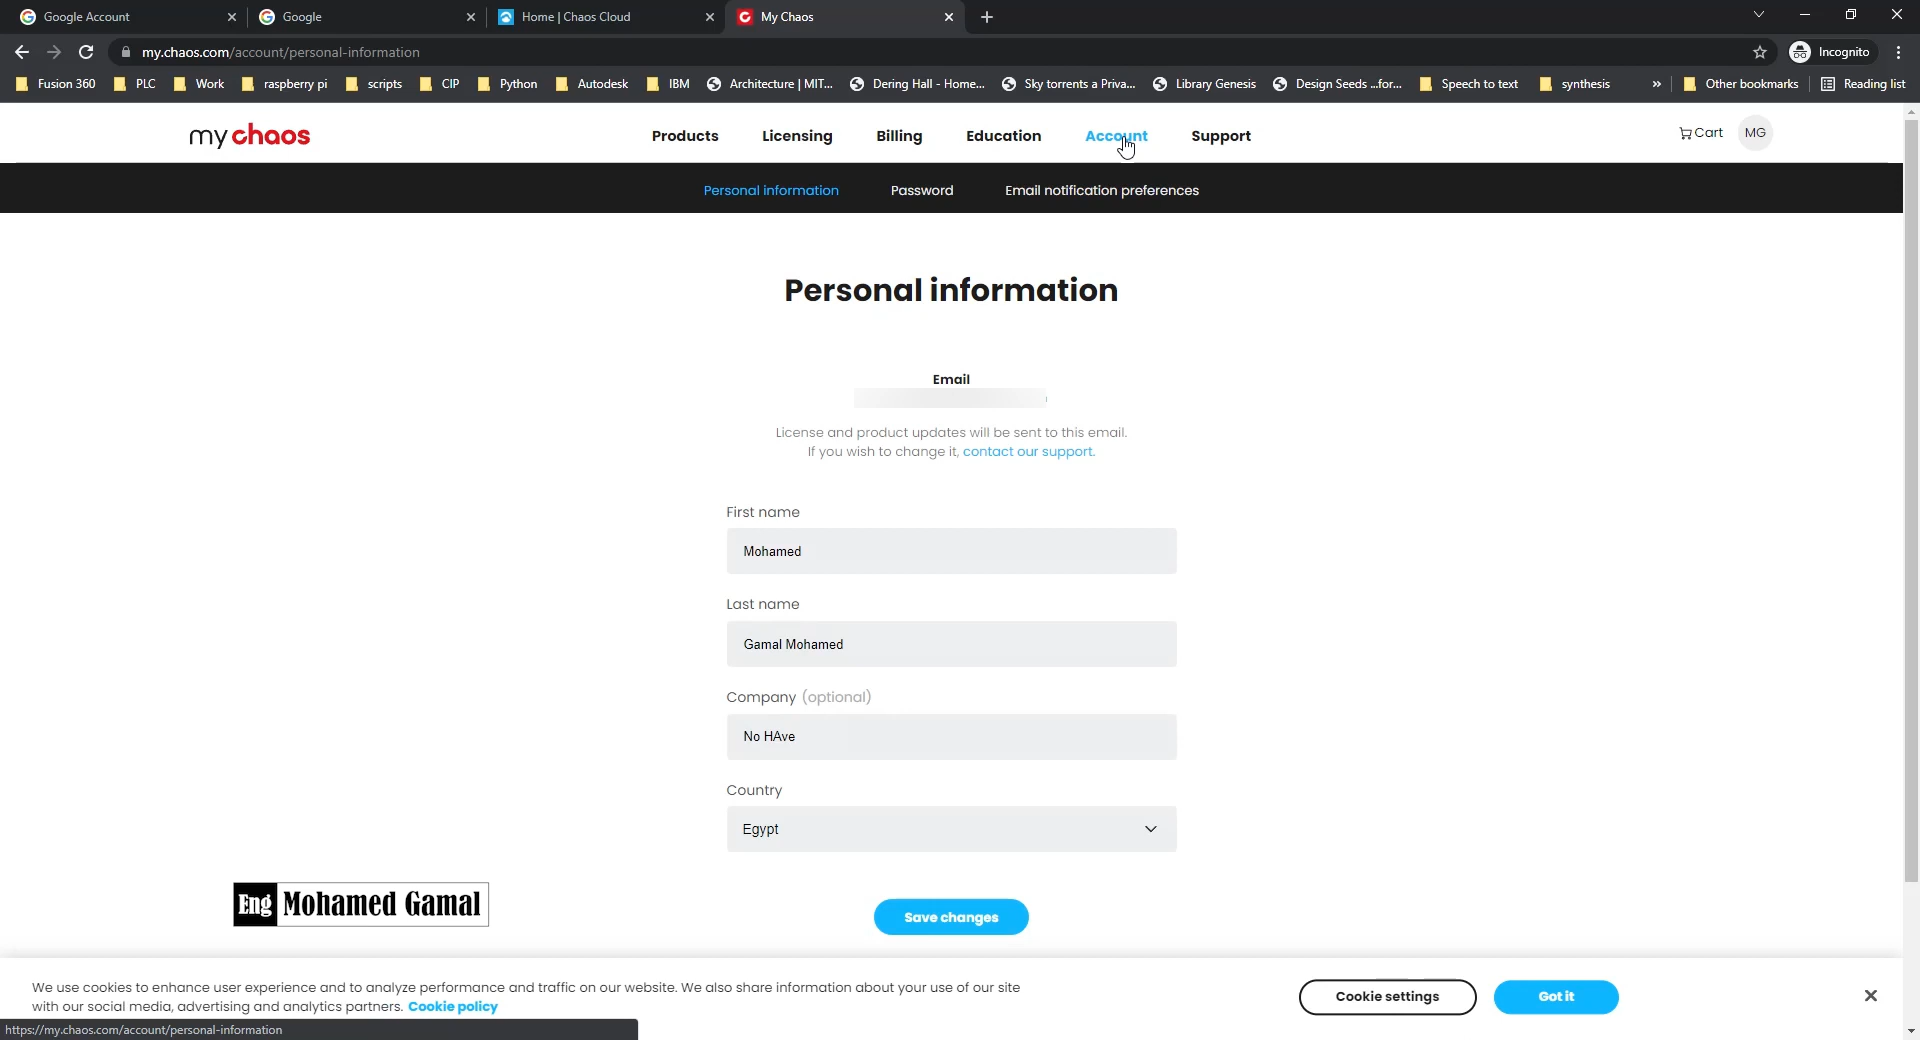 Google Account
Google
Home | Chaos Cloud
My Chaos
my.chaos.com/account/personal-information
Incognito
Fusion 360
PLC
Work
raspberry pi
scripts
CIP
Python
Autodesk
IBM
Architecture | MIT...
Dering Hall - Home...
Sky torrents a Priva...
Library Genesis
Design Seeds ...for...
Speech to text
synthesis
»
Other bookmarks
Reading list
my chaos
Products
Licensing
Billing
Education
Account
Support
Cart
MG
Personal information
Password
Email notification preferences
Personal information
Email
License and product updates will be sent to this email.
If you wish to change it, contact our support.
First name
Mohamed
Last name
Gamal Mohamed
Company (optional)
No HAve
Country
Egypt
Eng Mohamed Gamal
Save changes
We use cookies to enhance user experience and to analyze performance and traffic on our website. We also share information about your use of our site
with our social media, advertising and analytics partners. Cookie policy
Cookie settings
Got it
https://my.chaos.com/account/personal-information